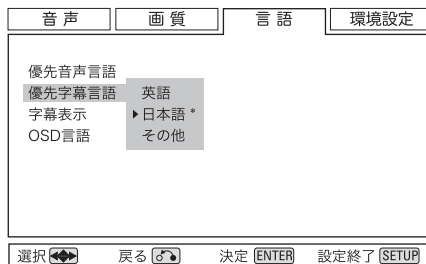 音声 画質 言語 環境設定
優先音声言語
優先字幕言語 英語
字幕表示 ▶日本語 *
OSD言語 その他
選択 戻る 決定 ENTER 設定終了 SETUP